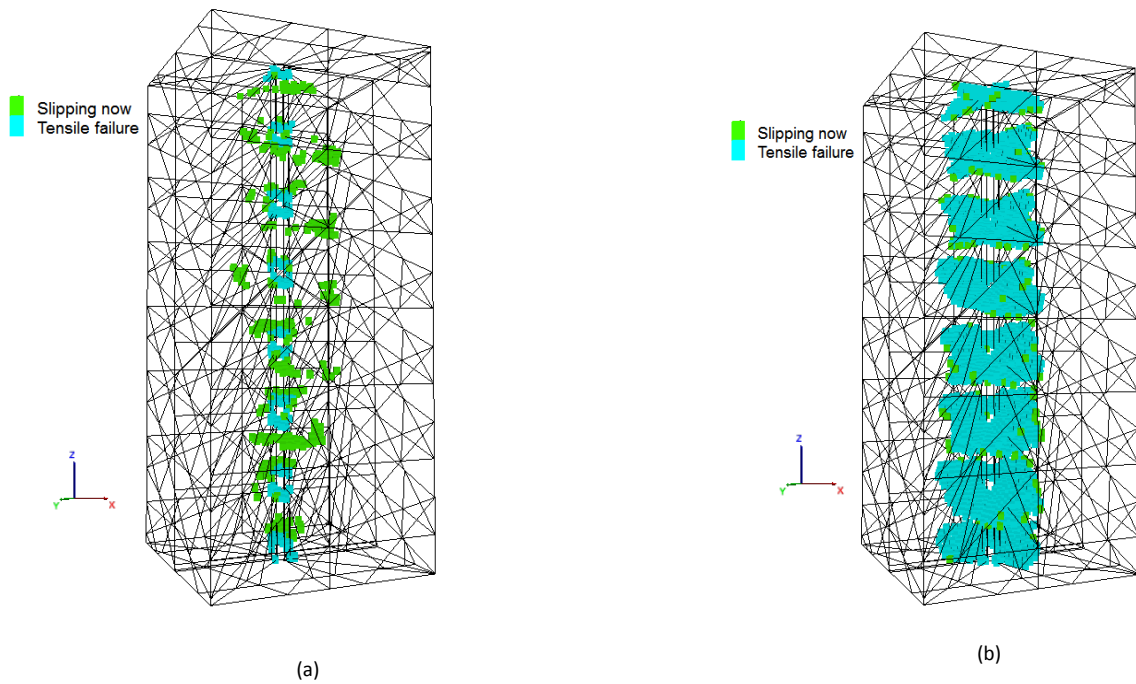 Slipping now
Tensile failure
Z
Y
X
(a)
Slipping now
Tensile failure
Z
Y
X
(b)